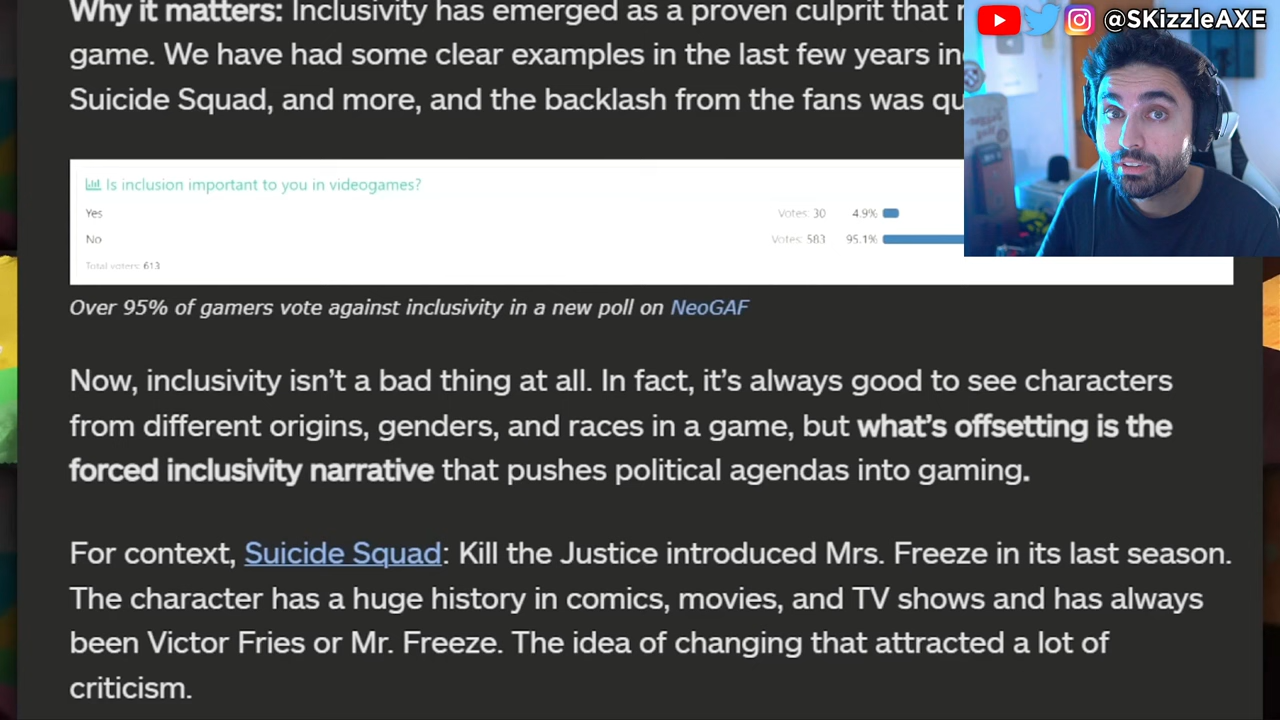 Why it matters: Inclusivity has emerged as a proven culprit that
@SKizzleAXE
game. We have had some clear examples in the last few years
Suicide Squad, and more, and the backlash from the fans was
Is inclusion important to you in videogames?
Yes Votes: 30 4.9%
No Votes: 583 95.1%
Total voters: 613
Over 95% of gamers vote against inclusivity in a new poll on NeoGAF
Now, inclusivity isn't a bad thing at all. In fact, it's always good to see characters
from different origins, genders, and races in a game, but what's offsetting is the
forced inclusivity narrative that pushes political agendas into gaming.
For context, Suicide Squad: Kill the Justice introduced Mrs. Freeze in its last season.
The character has a huge history in comics, movies, and TV shows and has always
been Victor Fries or Mr. Freeze. The idea of changing that attracted a lot of
criticism.